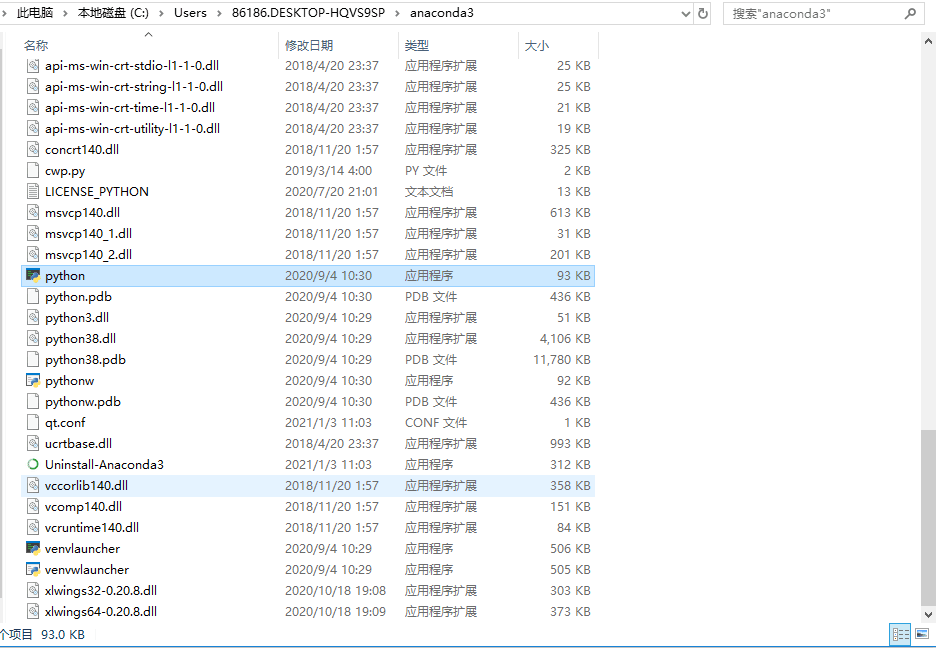 此电脑 > 本地磁盘 (C:) > Users > 86186.DESKTOP-HQVS9SP > anaconda3 搜索"anaconda3"
名称 修改日期 类型 大小
api-ms-win-crt-stdio-l1-1-0.dll 2018/4/20 23:37 应用程序扩展 25 KB
api-ms-win-crt-string-l1-1-0.dll 2018/4/20 23:37 应用程序扩展 25 KB
api-ms-win-crt-time-l1-1-0.dll 2018/4/20 23:37 应用程序扩展 21 KB
api-ms-win-crt-utility-l1-1-0.dll 2018/4/20 23:37 应用程序扩展 19 KB
concrt140.dll 2018/11/20 1:57 应用程序扩展 325 KB
cwp.py 2019/3/14 4:00 PY 文件 2 KB
LICENSE_PYTHON 2020/7/20 21:01 文本文档 13 KB
msvcp140.dll 2018/11/20 1:57 应用程序扩展 613 KB
msvcp140_1.dll 2018/11/20 1:57 应用程序扩展 31 KB
msvcp140_2.dll 2018/11/20 1:57 应用程序扩展 201 KB
python 2020/9/4 10:30 应用程序 93 KB
python.pdb 2020/9/4 10:30 PDB 文件 436 KB
python3.dll 2020/9/4 10:29 应用程序扩展 51 KB
python38.dll 2020/9/4 10:29 应用程序扩展 4,106 KB
python38.pdb 2020/9/4 10:29 PDB 文件 11,780 KB
pythonw 2020/9/4 10:30 应用程序 92 KB
pythonw.pdb 2020/9/4 10:30 PDB 文件 436 KB
qt.conf 2021/1/3 11:03 CONF 文件 1 KB
ucrtbase.dll 2018/4/20 23:37 应用程序扩展 993 KB
Uninstall-Anaconda3 2021/1/3 11:03 应用程序 312 KB
vccorlib140.dll 2018/11/20 1:57 应用程序扩展 358 KB
vcomp140.dll 2018/11/20 1:57 应用程序扩展 151 KB
vcruntime140.dll 2018/11/20 1:57 应用程序扩展 84 KB
venvlauncher 2020/9/4 10:29 应用程序 506 KB
venvwlauncher 2020/9/4 10:29 应用程序 505 KB
xlwings32-0.20.8.dll 2020/10/18 19:08 应用程序扩展 303 KB
xlwings64-0.20.8.dll 2020/10/18 19:09 应用程序扩展 373 KB
个项目 93.0 KB